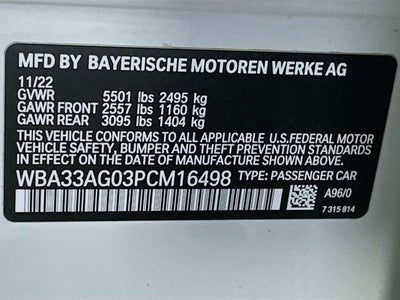 MFD BY BAYERISCHE MOTOREN WERKE AG
11/22
GVWR 5501 lbs 2495 kg
GAWR FRONT 2557 lbs 1160 kg
GAWR REAR 3095 lbs 1404 kg
THIS VEHICLE CONFORMS TO ALL APPLICABLE U.S.FEDERAL MOTOR
VEHICLE SAFETY, BUMPER, AND THEFT PREVENTION STANDARDS IN
EFFECT ON THE DATE OF MANUFACTURE SHOWN ABOVE.
WBA33AG03PCM16498 TYPE: PASSENGER CAR
A96/0
7 315 814